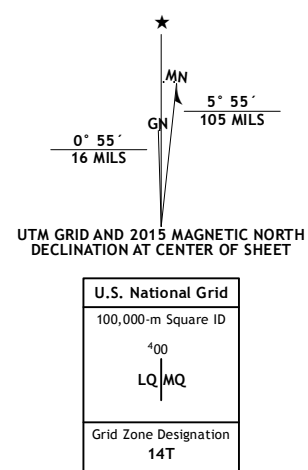 ★
MN
GN
5° 55´
105 MILS
0° 55´
16 MILS
UTM GRID AND 2015 MAGNETIC NORTH
DECLINATION AT CENTER OF SHEET
U.S. National Grid
100,000-m Square ID
⁴00
LQ MQ
Grid Zone Designation
14T